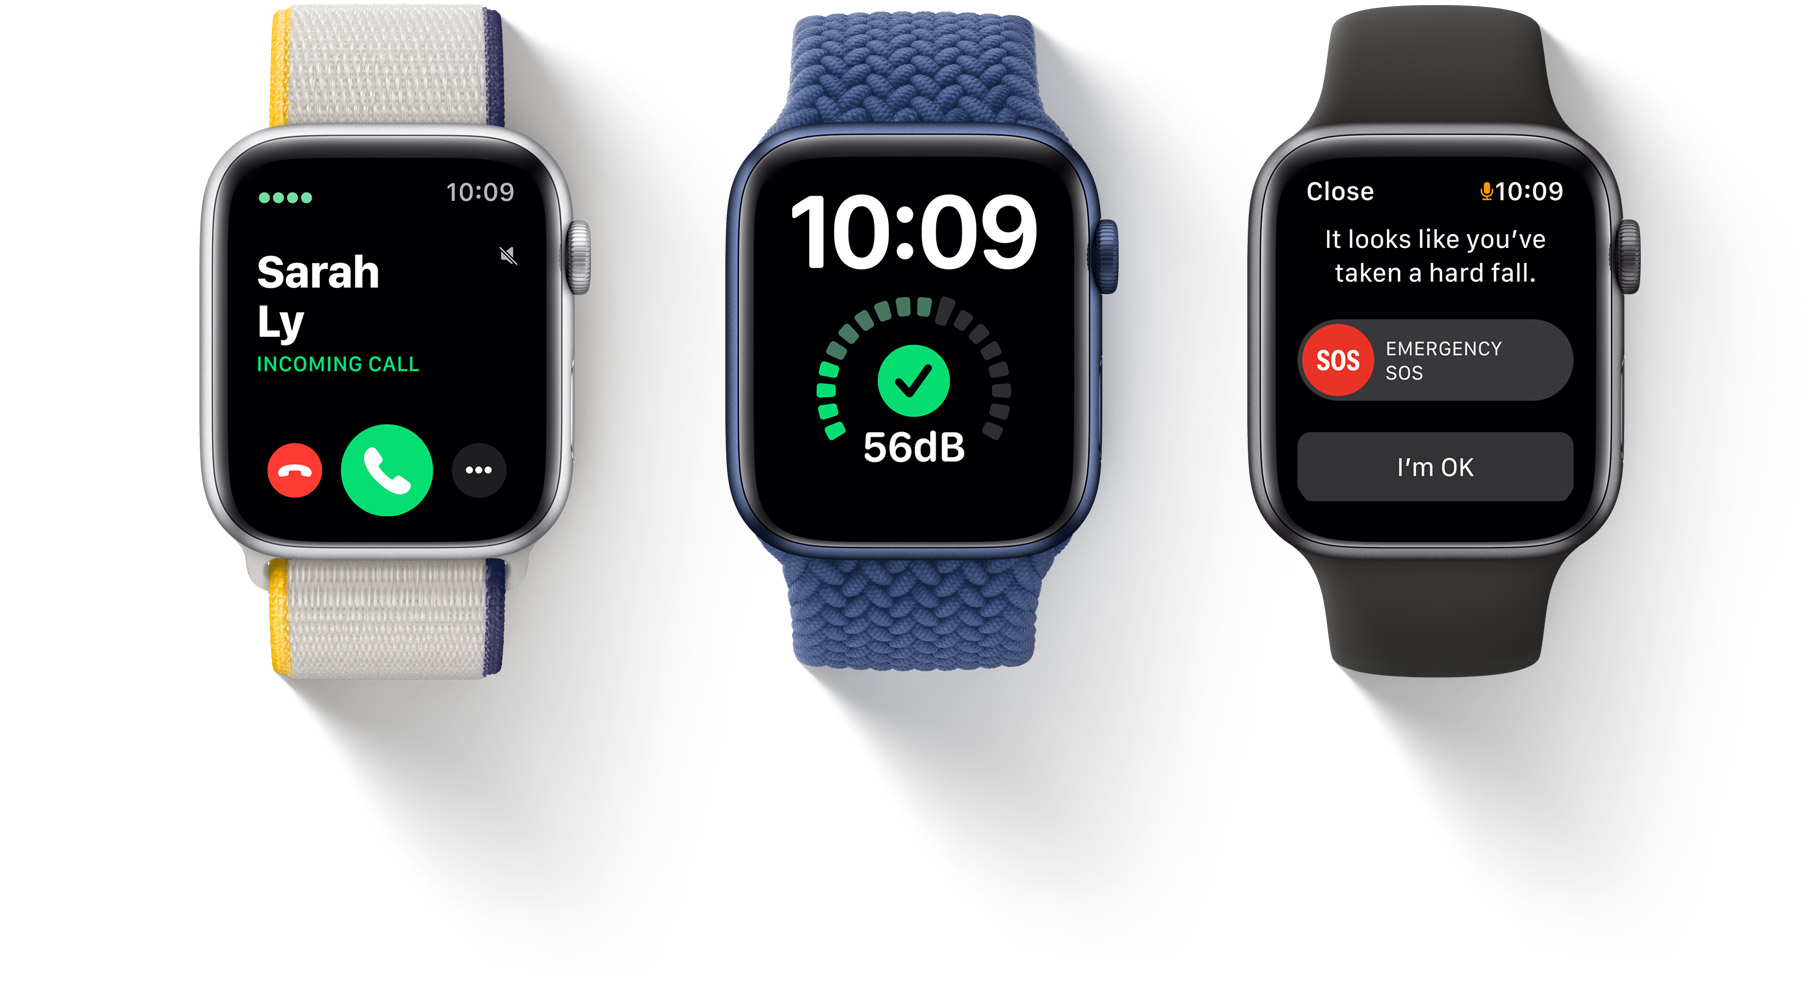 10:09
Sarah
Ly
INCOMING CALL
10:09
56dB
Close 10:09
It looks like you’ve
taken a hard fall.
SOS
EMERGENCY
SOS
I’m OK